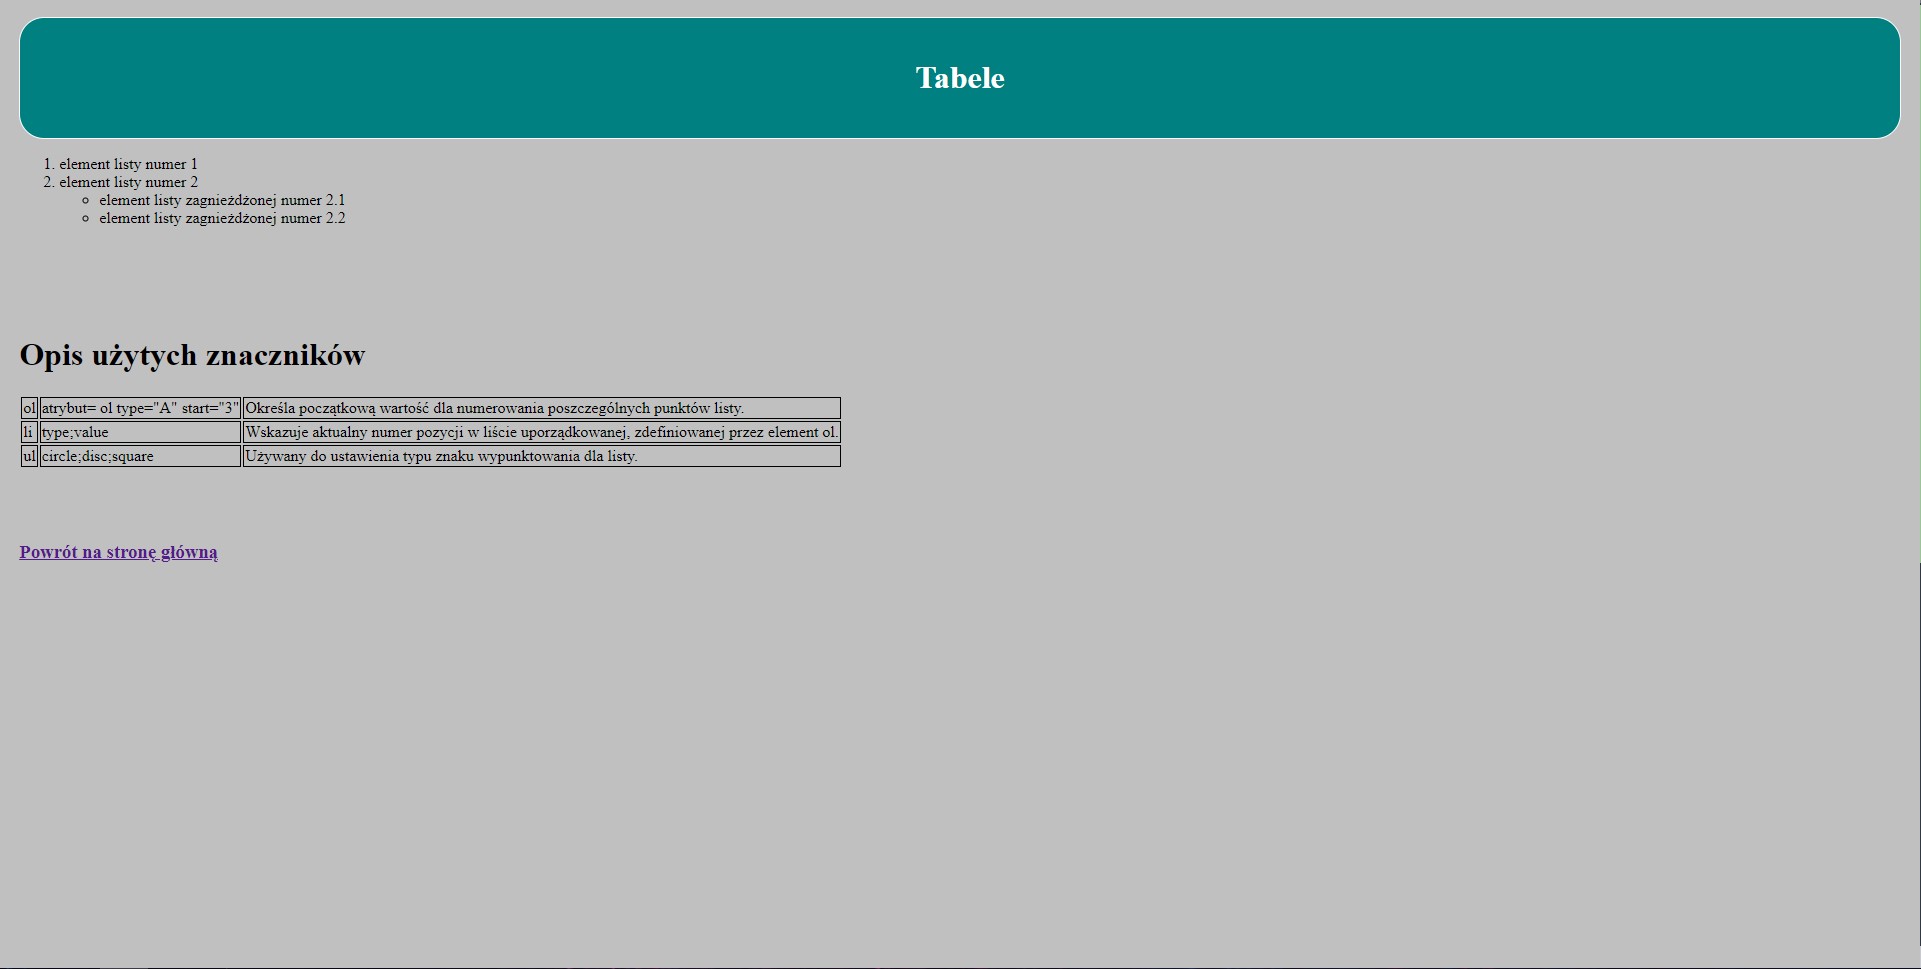 Tabele
1. element listy numer 1
2. element listy numer 2
element listy zagnieżdżonej numer 2.1
element listy zagnieżdżonej numer 2.2
Opis użytych znaczników
ol atrybut= ol type="A" start="3" Określa początkową wartość dla numerowania poszczególnych punktów listy.
li type;value Wskazuje aktualny numer pozycji w liście uporządkowanej, zdefiniowanej przez element ol.
ul circle;disc;square Używany do ustawienia typu znaku wypunktowania dla listy.
Powrót na stronę główną